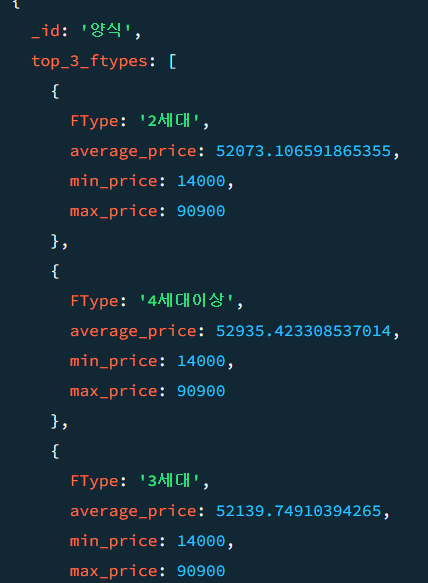 {
_id: '양식',
top_3_ftypes: [
{
FType: '2세대',
average_price: 52073.106591865355,
min_price: 14000,
max_price: 90900
},
{
FType: '4세대이상',
average_price: 52935.423308537014,
min_price: 14000,
max_price: 90900
},
{
FType: '3세대',
average_price: 52139.74910394265,
min_price: 14000,
max_price: 90900